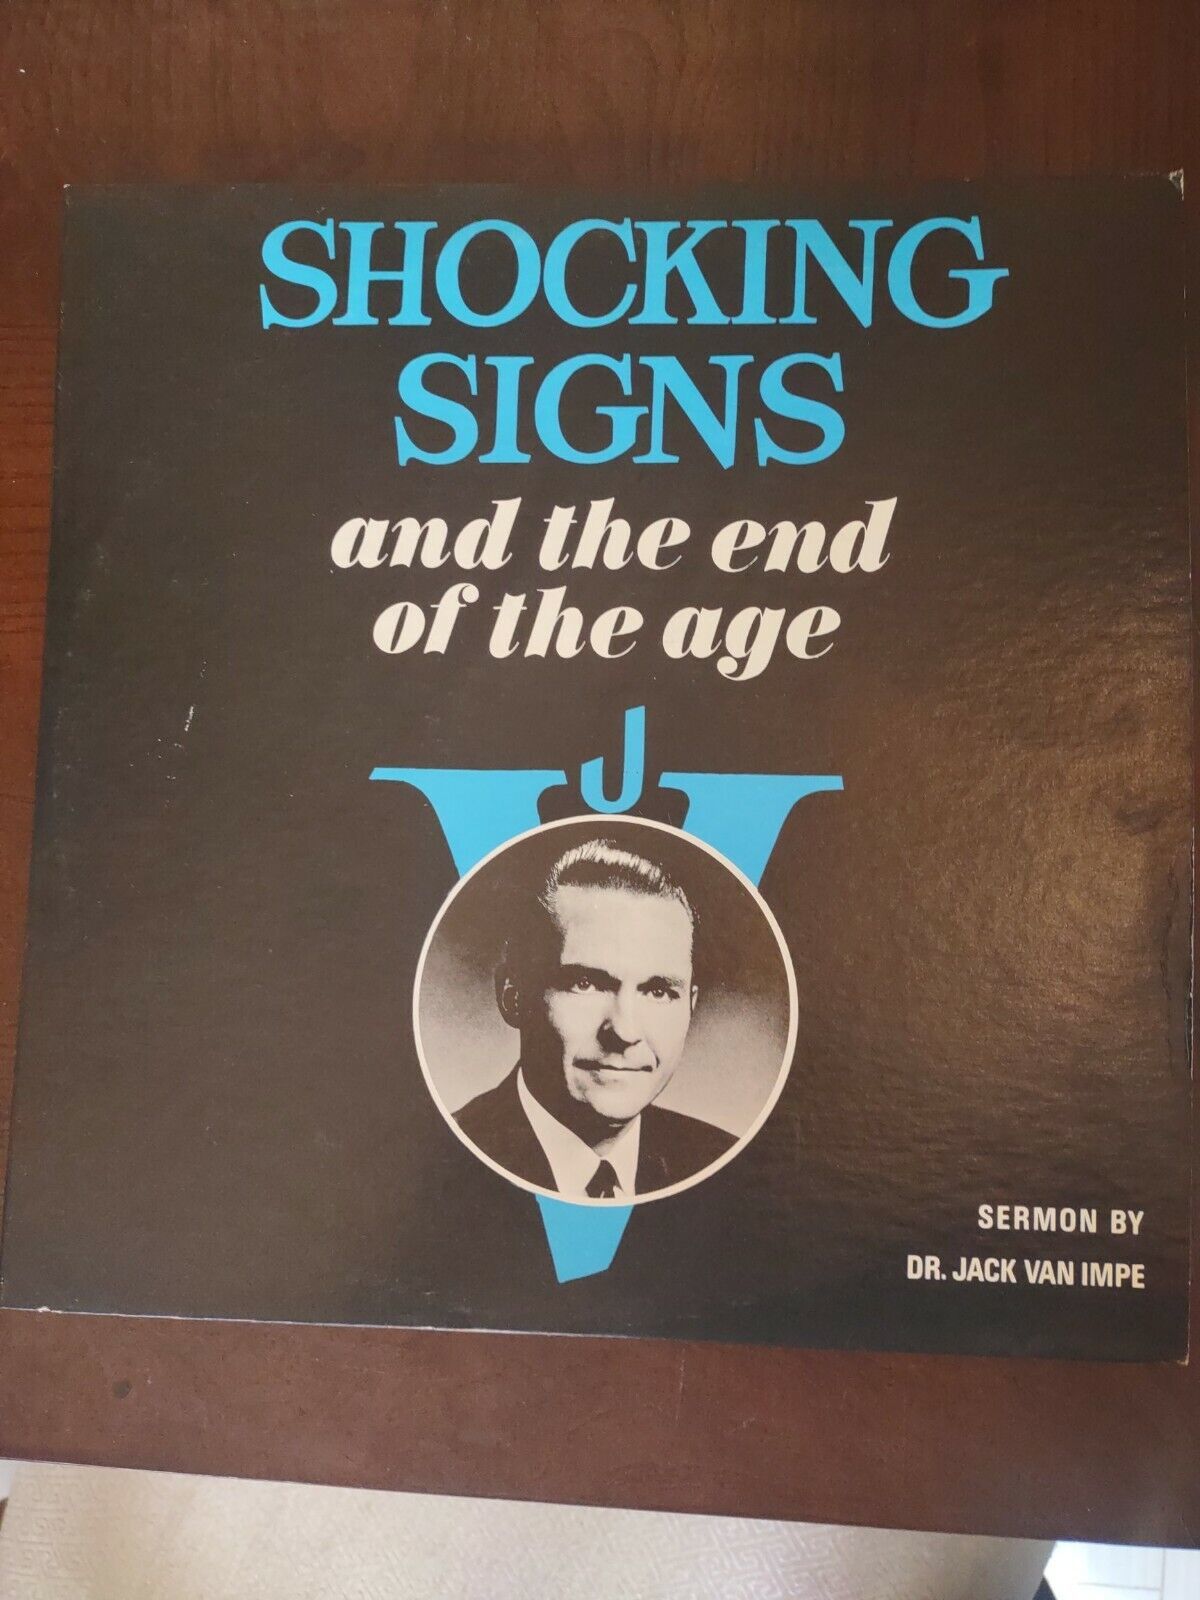 SHOCKING
SIGNS
and the end
of the age
J
V
SERMON BY
DR. JACK VAN IMPE